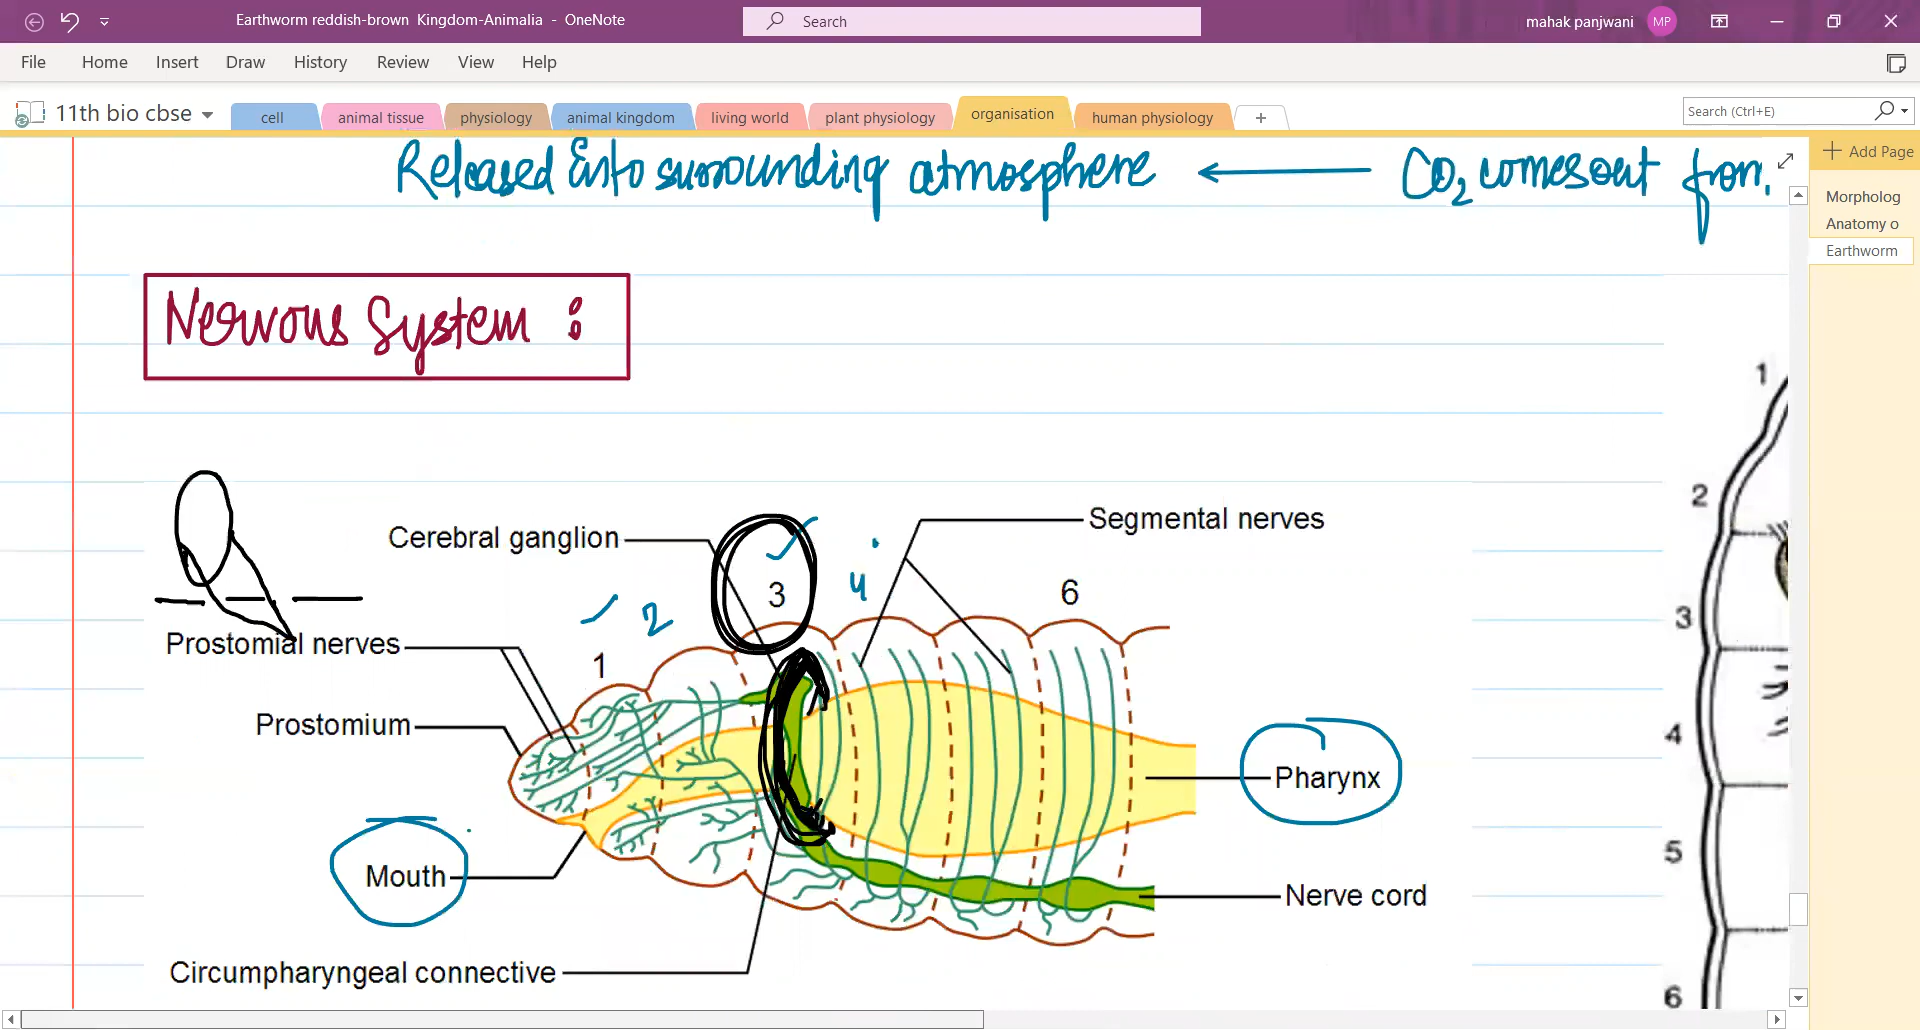 Earthworm reddish-brown Kingdom-Animalia - OneNote
Search
mahak panjwani
MP
File Home Insert Draw History Review View Help
11th bio cbse
cell
animal tissue
physiology
animal kingdom
living world
plant physiology
organisation
human physiology
+
Search (Ctrl+E)
Add Page
Morpholog
Anatomy o
Earthworm
Released into surrounding atmosphere ← CO2 comes out from
Nervous System :
Cerebral ganglion
Segmental nerves
Prostomial nerves
Prostomium
Mouth
Circumpharyngeal connective
Pharynx
Nerve cord
1
2
3
4
6
1
2
3
4
5
6